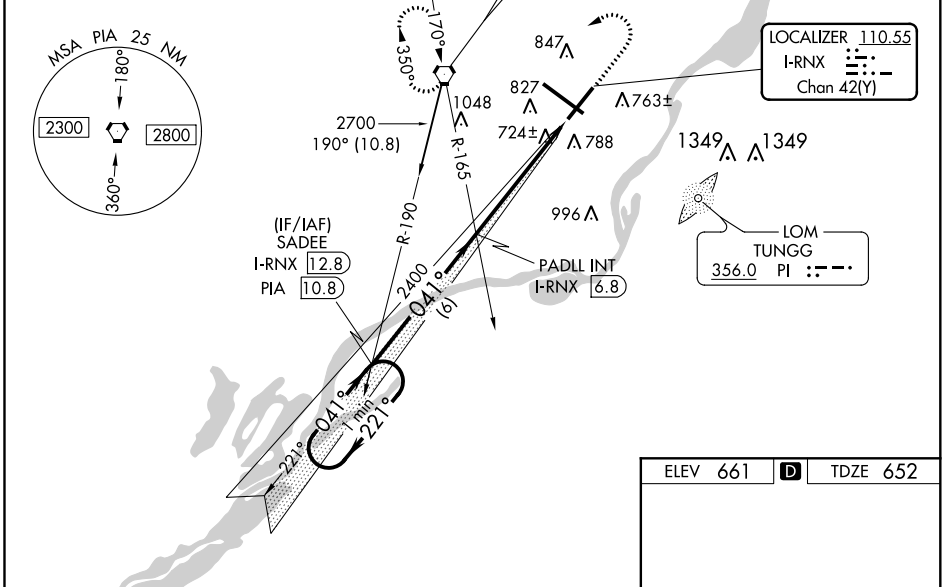 MSA PIA 25 NM
180°
2300
2800
360°
170°
350°
847
827
1048
724±
788
763±
LOCALIZER 110.55
I-RNX
Chan 42(Y)
1349
1349
2700
190° (10.8)
R-165
R-190
996
LOM
TUNGG
356.0 PI
(IF/IAF)
SADEE
I-RNX 12.8
PIA 10.8
2400
041°
(6)
PADLL INT
I-RNX 6.8
041°
1 min
221°
221°
ELEV 661 D TDZE 652